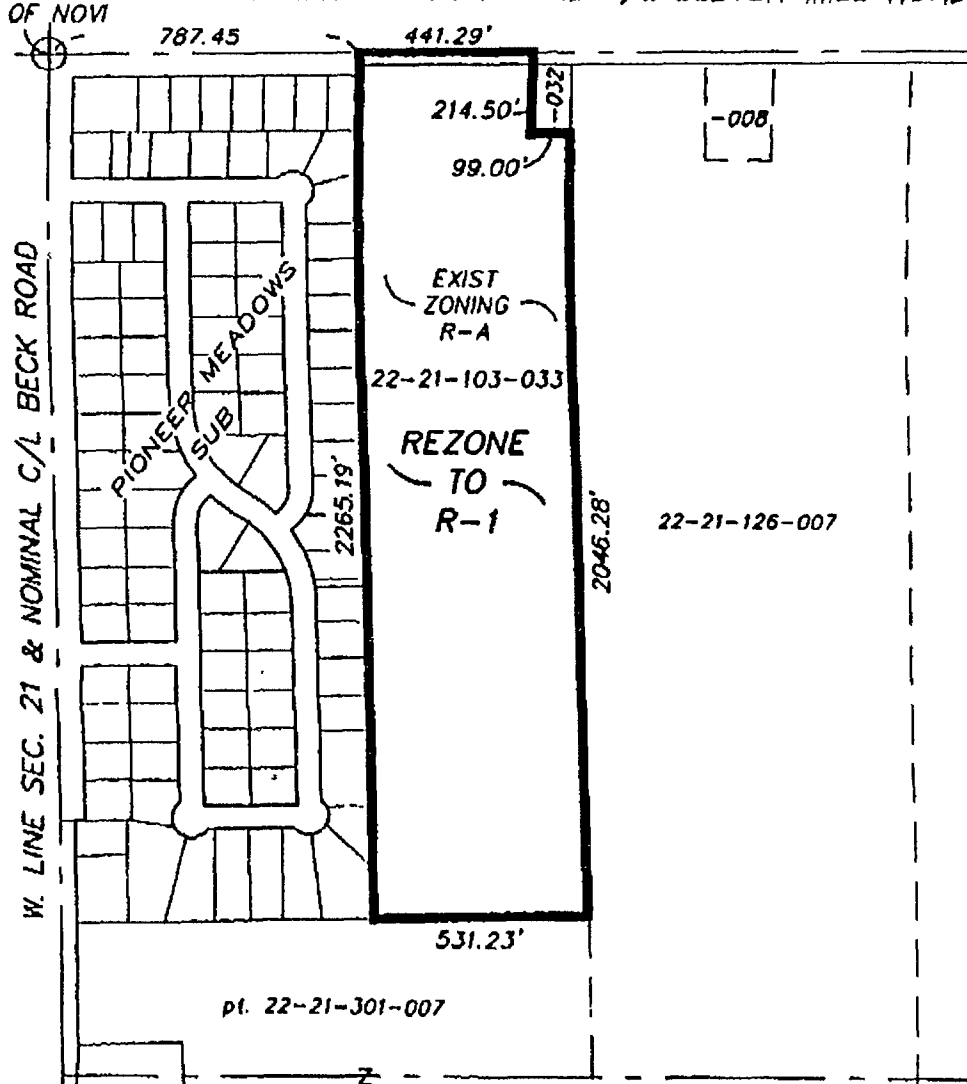 OF NOVI
787.45
441.29'
214.50'
-032
99.00'
-008
EXIST
ZONING
R-A
22-21-103-033
REZONE
TO
R-1
PIONEER MEADOWS
SUB
2265.19'
2046.28'
22-21-126-007
W. LINE SEC. 21 & NOMINAL C/L BECK ROAD
531.23'
pt. 22-21-301-007